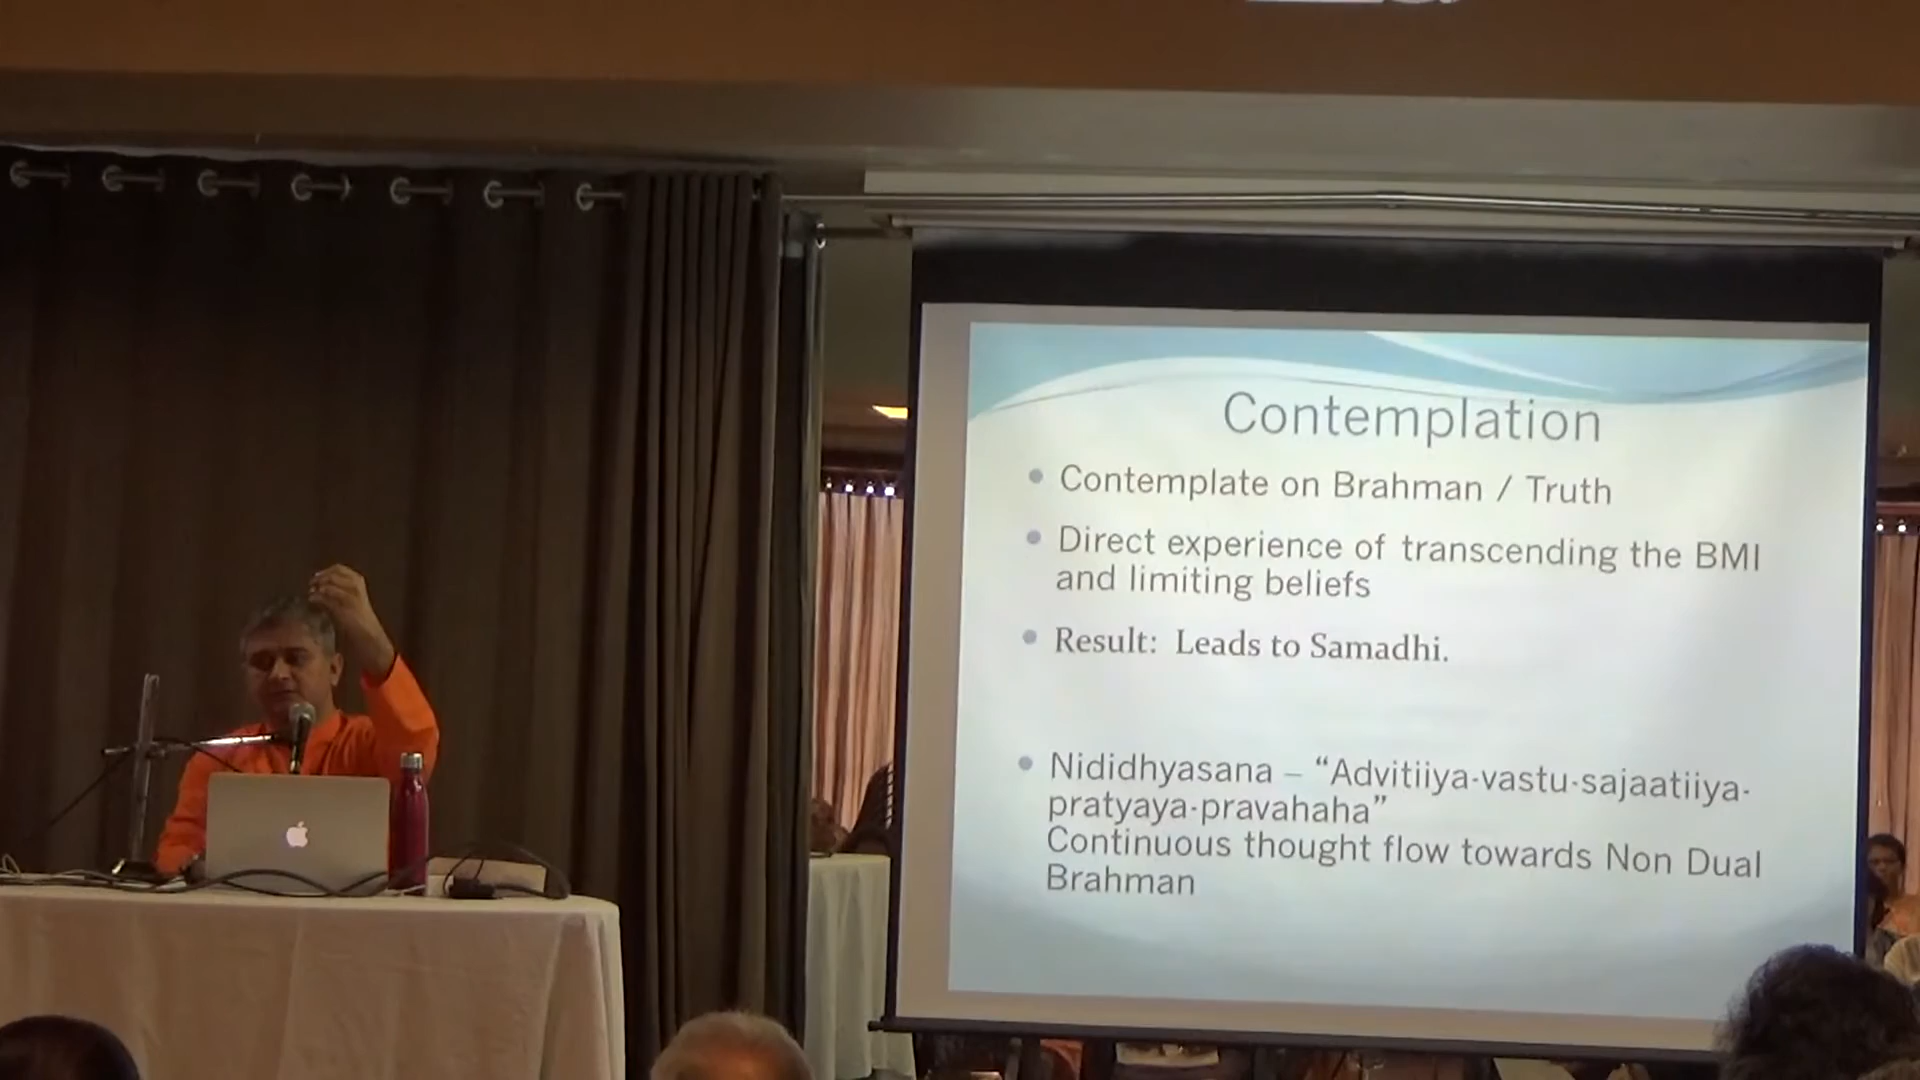 Contemplation
Contemplate on Brahman / Truth
Direct experience of transcending the BMI
and limiting beliefs
Result: Leads to Samadhi.
Nididhyasana – “Advitiiya-vastu-sajaatiiya-
pratyaya-pravahaha”
Continuous thought flow towards Non Dual
Brahman